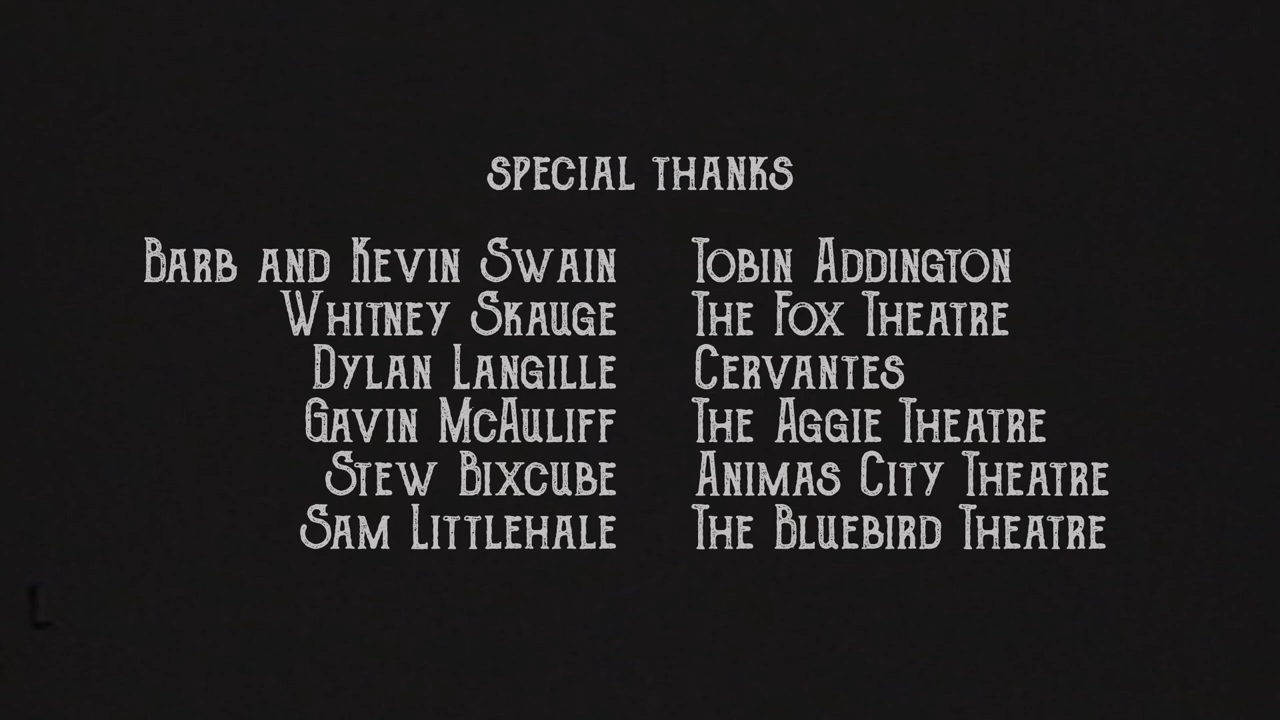 SPECIAL THANKS
BARB AND KEVIN SWAIN
WHITNEY SKAUGE
DYLAN LANGILLE
GAVIN MCAULIFF
STEW BIXCUBE
SAM LITTLEHALE
TOBIN ADDINGTON
THE FOX THEATRE
CERVANTES
THE AGGIE THEATRE
ANIMAS CITY THEATRE
THE BLUEBIRD THEATRE